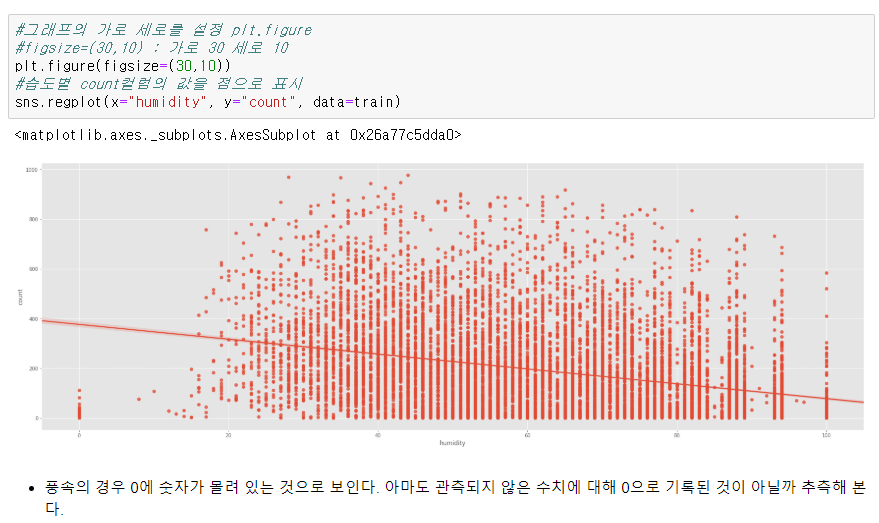 #그래프의 가로 세로를 설정 plt.figure
#figsize=(30,10) : 가로 30 세로 10
plt.figure(figsize=(30,10))
#습도별 count컬럼의 값을 점으로 표시
sns.regplot(x="humidity", y="count", data=train)
<matplotlib.axes._subplots.AxesSubplot at 0x26a77c5dda0>
1000
800
600
400
200
0
count
0 20 40 60 80 100
humidity
• 풍속의 경우 0에 숫자가 몰려 있는 것으로 보인다. 아마도 관측되지 않은 수치에 대해 0으로 기록된 것이 아닐까 추측해 본
다.